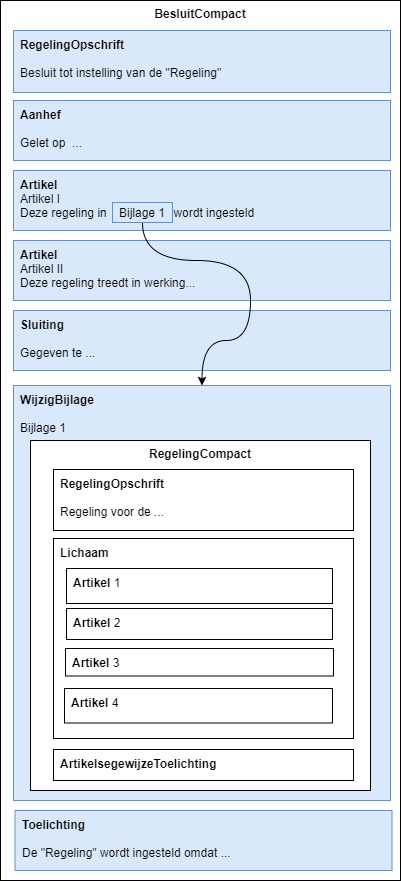 BesluitCompact
RegelingOpschrift
Besluit tot instelling van de "Regeling"
Aanhef
Gelet op ...
Artikel
Artikel I
Deze regeling in Bijlage 1 wordt ingesteld
Artikel
Artikel II
Deze regeling treedt in werking...
Sluiting
Gegeven te ...
WijzigBijlage
Bijlage 1
RegelingCompact
RegelingOpschrift
Regeling voor de ...
Lichaam
Artikel 1
Artikel 2
Artikel 3
Artikel 4
ArtikelsegewijzeToelichting
Toelichting
De "Regeling" wordt ingesteld omdat ...